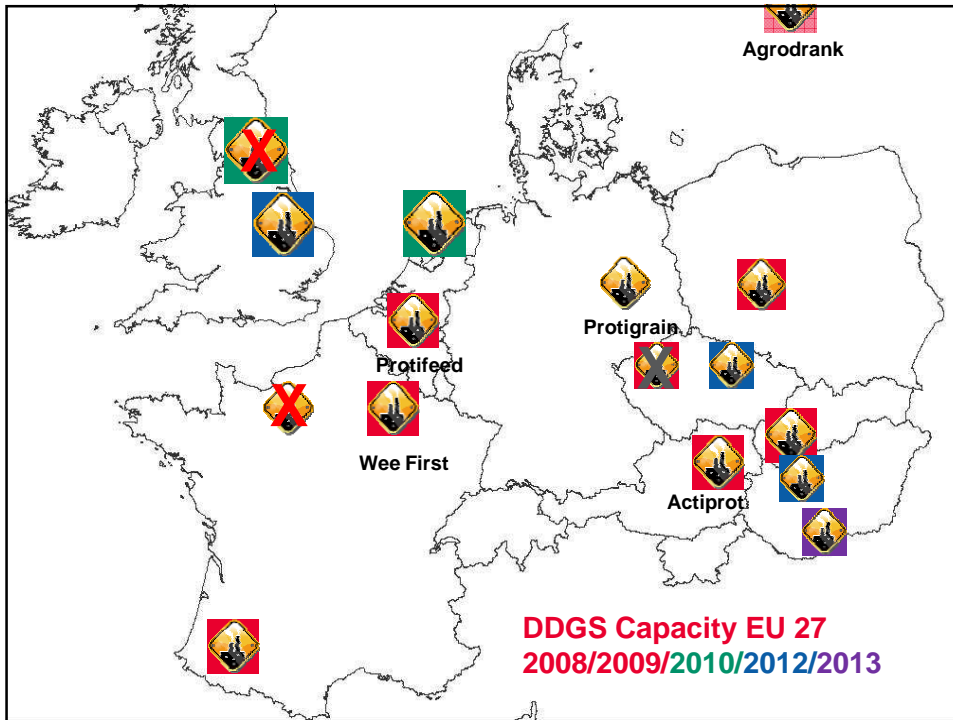 Agrodrank
X
Protigrain
Protifeed
X
X
Wee First
Actiprot
DDGS Capacity EU 27
2008/2009/2010/2012/2013